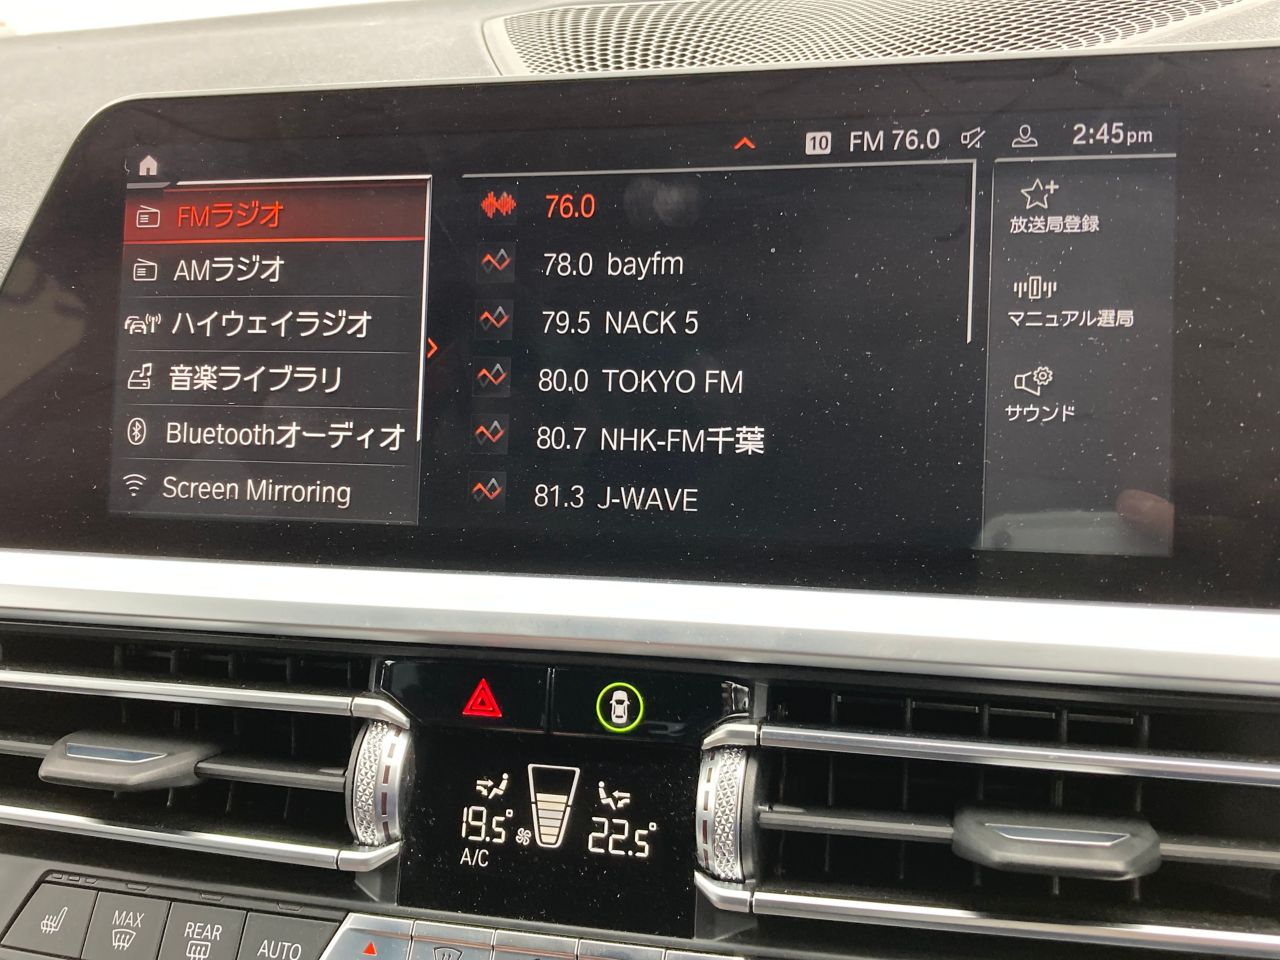 10 FM 76.0 2:45pm
FMラジオ
AMラジオ
ハイウェイラジオ
音楽ライブラリ
Bluetoothオーディオ
Screen Mirroring
76.0
78.0 bayfm
79.5 NACK 5
80.0 TOKYO FM
80.7 NHK-FM千葉
81.3 J-WAVE
放送局登録
マニュアル選局
サウンド
19.5° 22.5°
A/C
MAX
REAR
AUTO